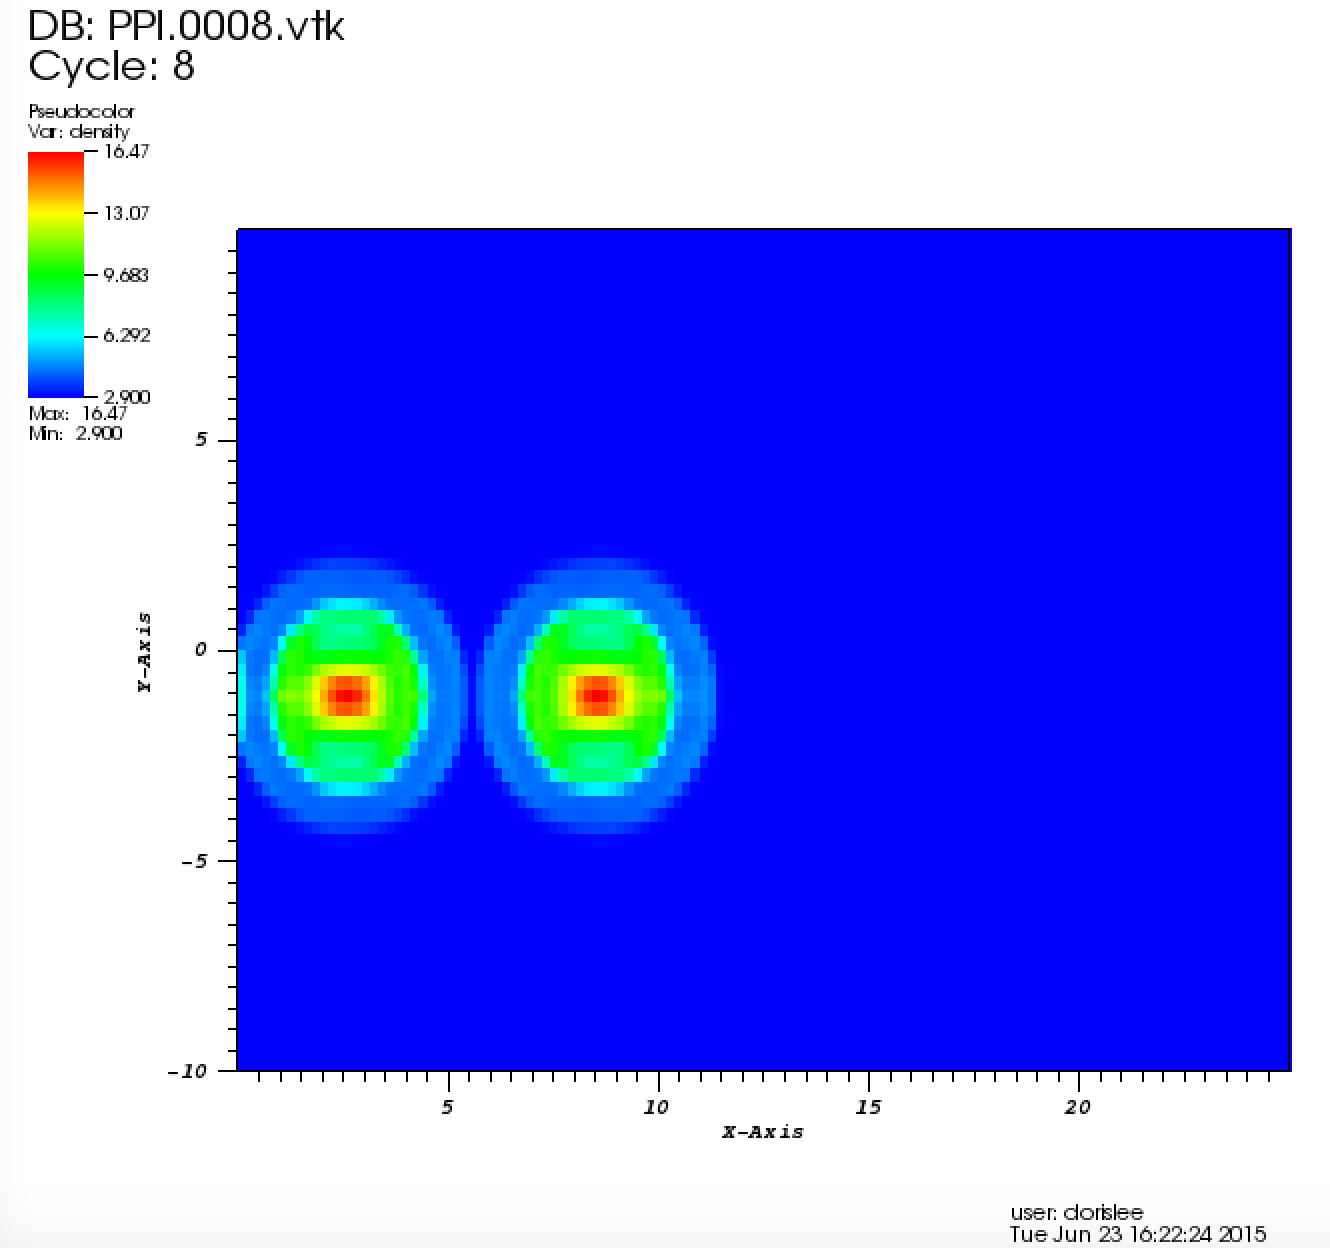 DB: PPI.0008.vtk
Cycle: 8
Pseudocolor
Var: density
16.47
13.07
9.683
6.292
2.900
Max: 16.47
Min: 2.900
5
0
-5
-10
Y-Axis
5 10 15 20
X-Axis
user: dorislee
Tue Jun 23 16:22:24 2015